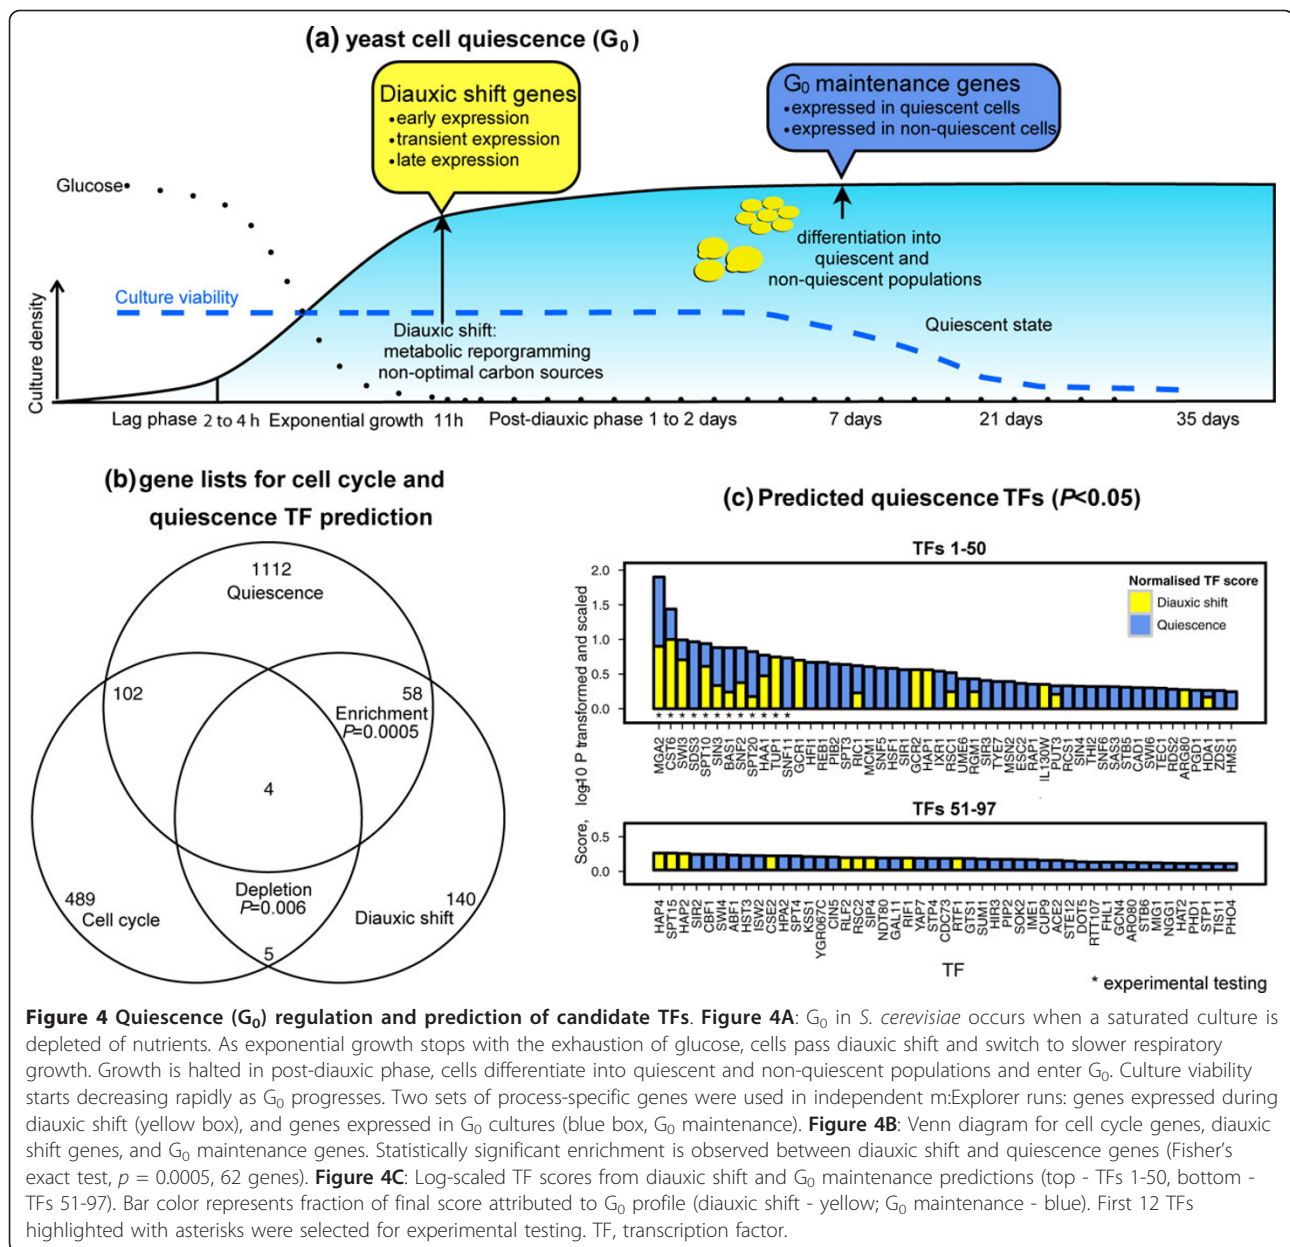 (a) yeast cell quiescence (G0)
Diauxic shift genes
•early expression
•transient expression
•late expression
G0 maintenance genes
•expressed in quiescent cells
•expressed in non-quiescent cells
Glucose
differentiation into
quiescent and
non-quiescent populations
Culture viability
Culture density
Diauxic shift:
metabolic reporgramming
non-optimal carbon sources
Quiescent state
Lag phase 2 to 4 h Exponential growth 11h Post-diauxic phase 1 to 2 days 7 days 21 days 35 days
(b) gene lists for cell cycle and
quiescence TF prediction
1112
Quiescence
102
58
Enrichment
P=0.0005
4
Depletion
P=0.006
489
Cell cycle
140
Diauxic shift
5
(c) Predicted quiescence TFs (P<0.05)
TFs 1-50
Score, log10 P transformed and scaled
2.0
1.5
1.0
0.5
0.0
Normalised TF score
Diauxic shift
Quiescence
* * * * * * * * * * * *
MGA2 CST6 SWI3 SDS3 SPT10 SIN3 BAS1 SNF2 SPT20 HAA1 TUP1 SNF11 GCR1 HFI1 REB1 PIB2 SPT3 RIC1 MCM1 SNF5 HSF1 SIR1 GCR2 HAP1 IXR1 RSC1 UME6 RGM1 SIR3 TYE7 MSN2 ESC2 RAP1 IL130W PUT3 RCS1 SIN4 THI2 SNF6 SAS3 STB5 CAD1 SWI6 TEC1 RDS2 ARG80 PGD1 HDA1 ZDS1 HMS1
TFs 51-97
0.5
0.0
HAP4 SPT15 HAP2 SIR2 CBF1 SWI4 ABF1 HST3 ISW2 CSE2 HPA2 SPT4 KSS1 YGR067C CIN5 RLF2 RSC2 SIP4 NDT80 GAL11 RIF1 YAP7 STP4 CDC73 RTF1 GTS1 SUM1 HIR3 PIP2 SOK2 IME1 CUP9 ACE2 STE12 DOT5 RTT107 FHL1 GCN4 ARO80 STB6 MIG1 NGG1 HAT2 PHD1 STP1 TIS11 PHO4
TF
* experimental testing
Figure 4 Quiescence (G0) regulation and prediction of candidate TFs. Figure 4A: G0 in S. cerevisiae occurs when a saturated culture is
depleted of nutrients. As exponential growth stops with the exhaustion of glucose, cells pass diauxic shift and switch to slower respiratory
growth. Growth is halted in post-diauxic phase, cells differentiate into quiescent and non-quiescent populations and enter G0. Culture viability
starts decreasing rapidly as G0 progresses. Two sets of process-specific genes were used in independent m:Explorer runs: genes expressed during
diauxic shift (yellow box), and genes expressed in G0 cultures (blue box, G0 maintenance). Figure 4B: Venn diagram for cell cycle genes, diauxic
shift genes, and G0 maintenance genes. Statistically significant enrichment is observed between diauxic shift and quiescence genes (Fisher's
exact test, p = 0.0005, 62 genes). Figure 4C: Log-scaled TF scores from diauxic shift and G0 maintenance predictions (top - TFs 1-50, bottom -
TFs 51-97). Bar color represents fraction of final score attributed to G0 profile (diauxic shift - yellow; G0 maintenance - blue). First 12 TFs
highlighted with asterisks were selected for experimental testing. TF, transcription factor.